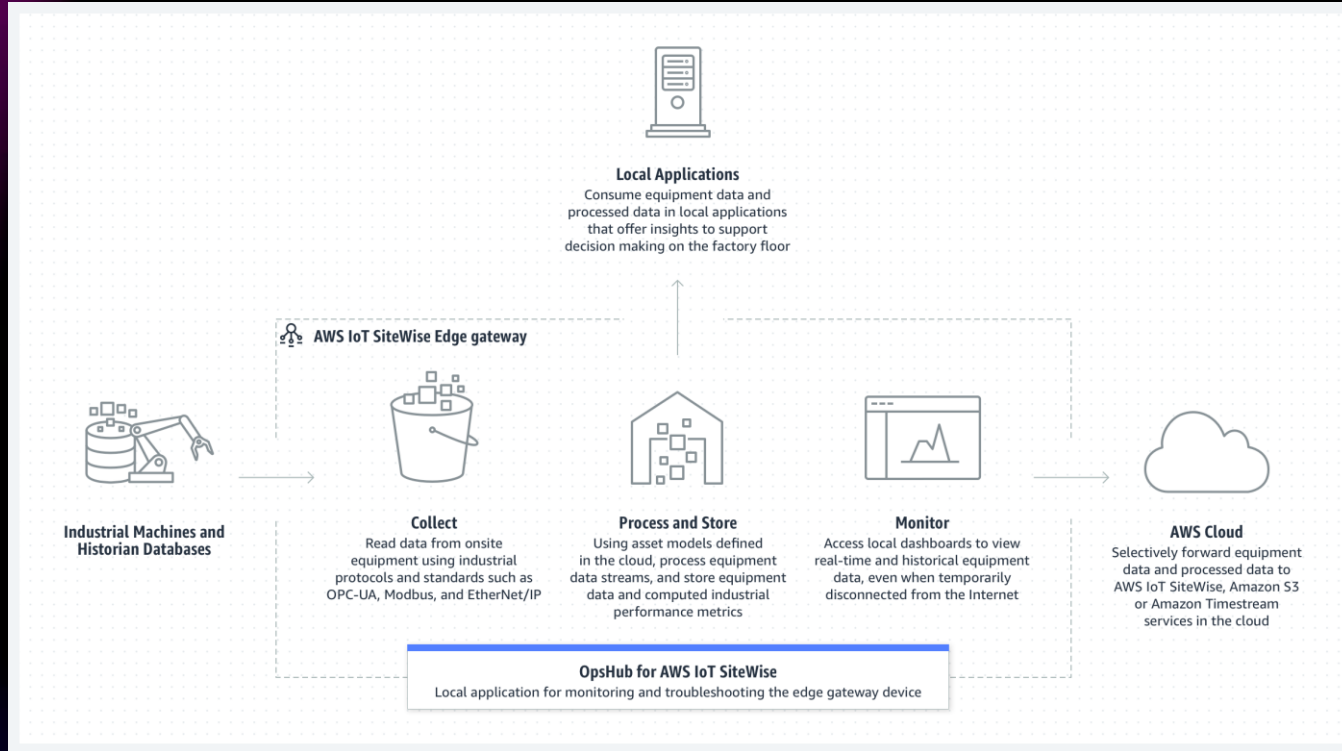 Local Applications
Consume equipment data and
processed data in local applications
that offer insights to support
decision making on the factory floor
AWS IoT SiteWise Edge gateway
Industrial Machines and
Historian Databases
Collect
Read data from onsite
equipment using industrial
protocols and standards such as
OPC-UA, Modbus, and EtherNet/IP
Process and Store
Using asset models defined
in the cloud, process equipment
data streams, and store equipment
data and computed industrial
performance metrics
Monitor
Access local dashboards to view
real-time and historical equipment
data, even when temporarily
disconnected from the Internet
AWS Cloud
Selectively forward equipment
data and processed data to
AWS IoT SiteWise, Amazon S3
or Amazon Timestream
services in the cloud
OpsHub for AWS IoT SiteWise
Local application for monitoring and troubleshooting the edge gateway device